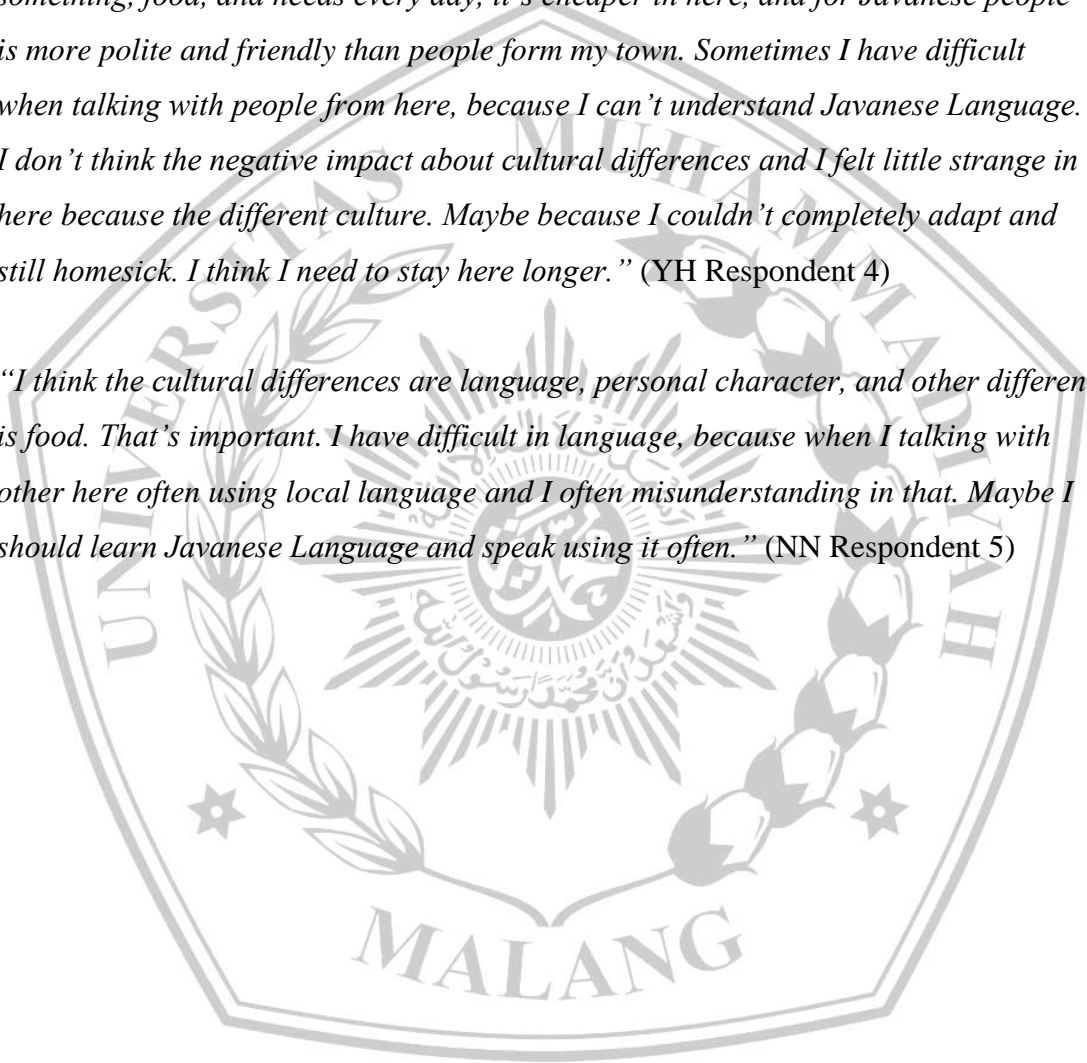 something, food, and needs every day, it's cheaper in here, and for Javanese people
is more polite and friendly than people form my town. Sometimes I have difficult
when talking with people from here, because I can't understand Javanese Language.
I don't think the negative impact about cultural differences and I felt little strange in
here because the different culture. Maybe because I couldn't completely adapt and
still homesick. I think I need to stay here longer." (YH Respondent 4)
"I think the cultural differences are language, personal character, and other differen
is food. That's important. I have difficult in language, because when I talking with
other here often using local language and I often misunderstanding in that. Maybe I
should learn Javanese Language and speak using it often." (NN Respondent 5)
UNIVERSITAS MUHAMMADIYAH
MALANG